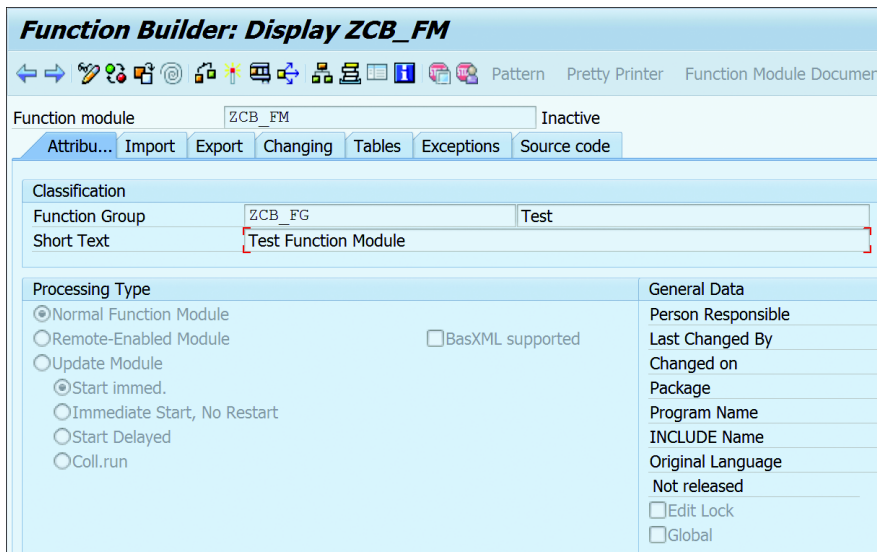 Function Builder: Display ZCB_FM
Pattern Pretty Printer Function Module Documen
Function module ZCB_FM Inactive
Attribu... Import Export Changing Tables Exceptions Source code
Classification
Function Group ZCB_FG Test
Short Text Test Function Module
Processing Type General Data
Normal Function Module Person Responsible
Remote-Enabled Module BasXML supported Last Changed By
Update Module Changed on
Start immed. Package
Immediate Start, No Restart Program Name
Start Delayed INCLUDE Name
Coll.run Original Language
Not released
Edit Lock
Global